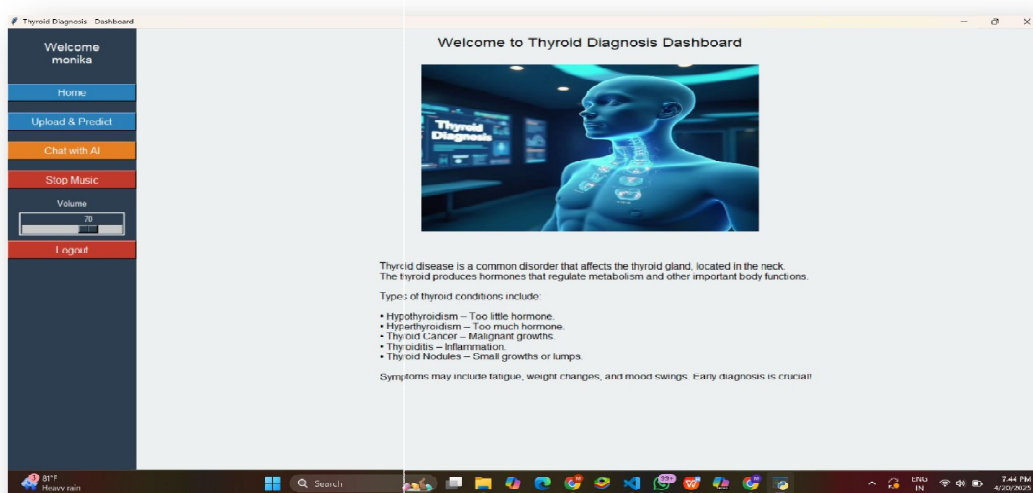 Thyroid Diagnosis - Dashboard
Welcome
monika
Home
Upload & Predict
Chat with AI
Stop Music
Volume
70
Logout
Welcome to Thyroid Diagnosis Dashboard
Thyroid
Diagnosis
Thyroid disease is a common disorder that affects the thyroid gland, located in the neck.
The thyroid produces hormones that regulate metabolism and other important body functions.
Types of thyroid conditions include:
• Hypothyroidism – Too little hormone.
• Hyperthyroidism – Too much hormone.
• Thyroid Cancer – Malignant growths.
• Thyroiditis – Inflammation.
• Thyroid Nodules – Small growths or lumps.
Symptoms may include fatigue, weight changes, and mood swings. Early diagnosis is crucial!
81°F
Heavy rain
Search
99+
ENG
IN
7:44 PM
4/20/2025